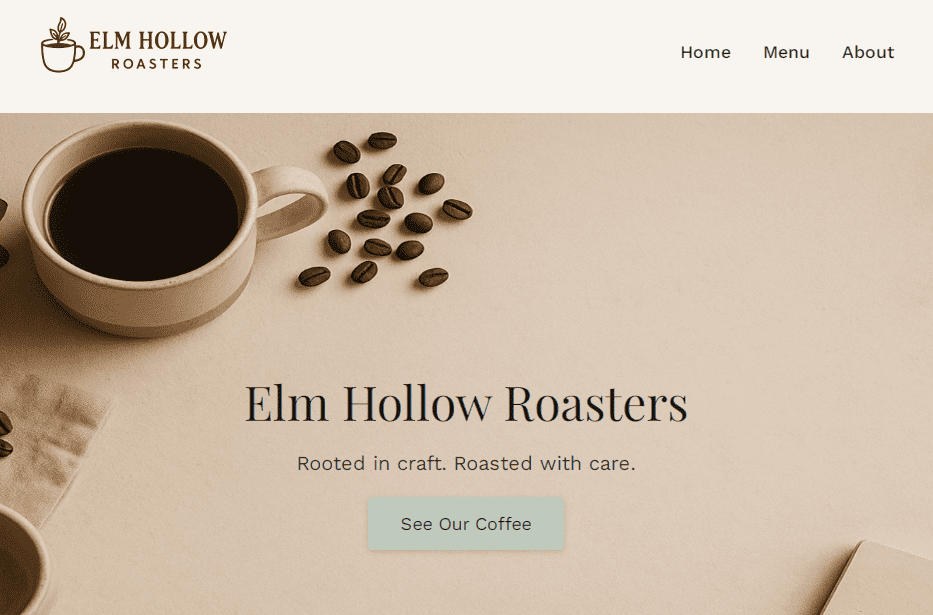 ELM HOLLOW
ROASTERS
Home Menu About
Elm Hollow Roasters
Rooted in craft. Roasted with care.
See Our Coffee